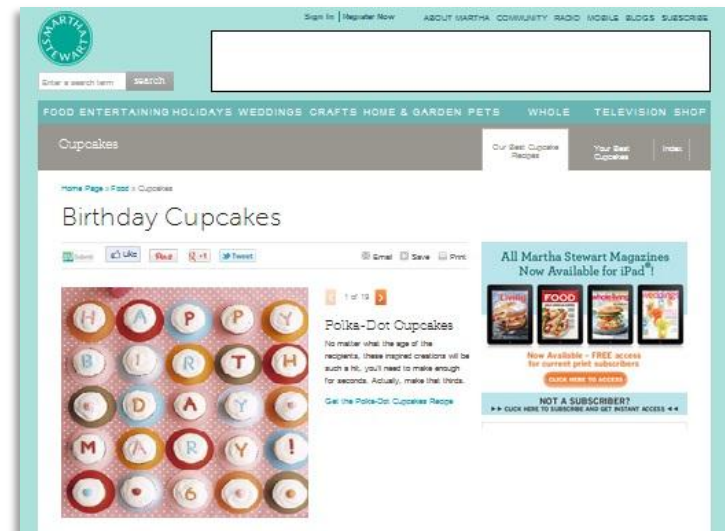 MARTHA STEWART
Sign In | Register Now
ABOUT MARTHA COMMUNITY RADIO MOBILE BLOGS SUBSCRIBE
Enter a search term search
FOOD ENTERTAINING HOLIDAYS WEDDINGS CRAFTS HOME & GARDEN PETS WHOLE TELEVISION SHOP
Cupcakes
Our Best Cupcake
Recipes
Your Best
Cupcakes
Index
Home Page > Food > Cupcakes
Birthday Cupcakes
Submit Like Pin it +1 Tweet
Email Save Print
HAPPY
BIRTH
DAY
MARY!
6
1 of 19
Polka-Dot Cupcakes
No matter what the age of the
recipients, these inspired creations will be
such a hit, you'll need to make enough
for seconds. Actually, make that thirds.
Get the Polka-Dot Cupcakes Recipe
All Martha Stewart Magazines
Now Available for iPad®!
Living
FOOD
wholeliving
weddings
Now Available - FREE access
for current print subscribers
CLICK HERE TO ACCESS
NOT A SUBSCRIBER?
►► CLICK HERE TO SUBSCRIBE AND GET INSTANT ACCESS ◄◄